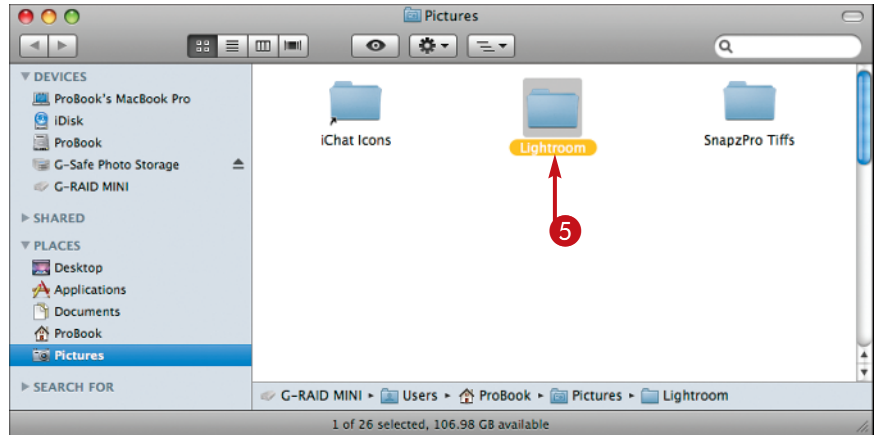 Pictures
DEVICES
ProBook's MacBook Pro
iDisk
ProBook
G-Safe Photo Storage
G-RAID MINI
SHARED
PLACES
Desktop
Applications
Documents
ProBook
Pictures
SEARCH FOR
iChat Icons
Lightroom
SnapzPro Tiffs
5
G-RAID MINI ▸ Users ▸ ProBook ▸ Pictures ▸ Lightroom
1 of 26 selected, 106.98 GB available